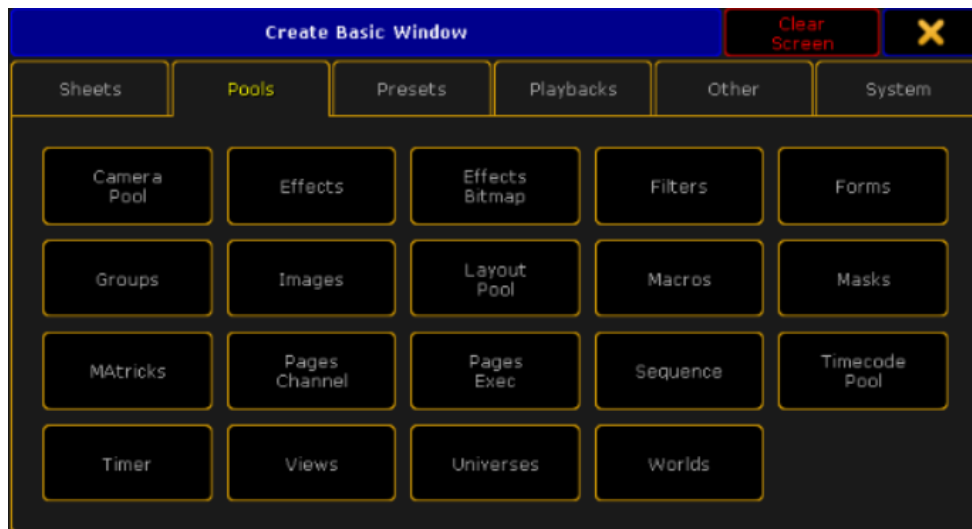 Create Basic Window
Clear
Screen
Sheets
Pools
Presets
Playbacks
Other
System
Camera
Pool
Effects
Effects
Bitmap
Filters
Forms
Groups
Images
Layout
Pool
Macros
Masks
MAtricks
Pages
Channel
Pages
Exec
Sequence
Timecode
Pool
Timer
Views
Universes
Worlds